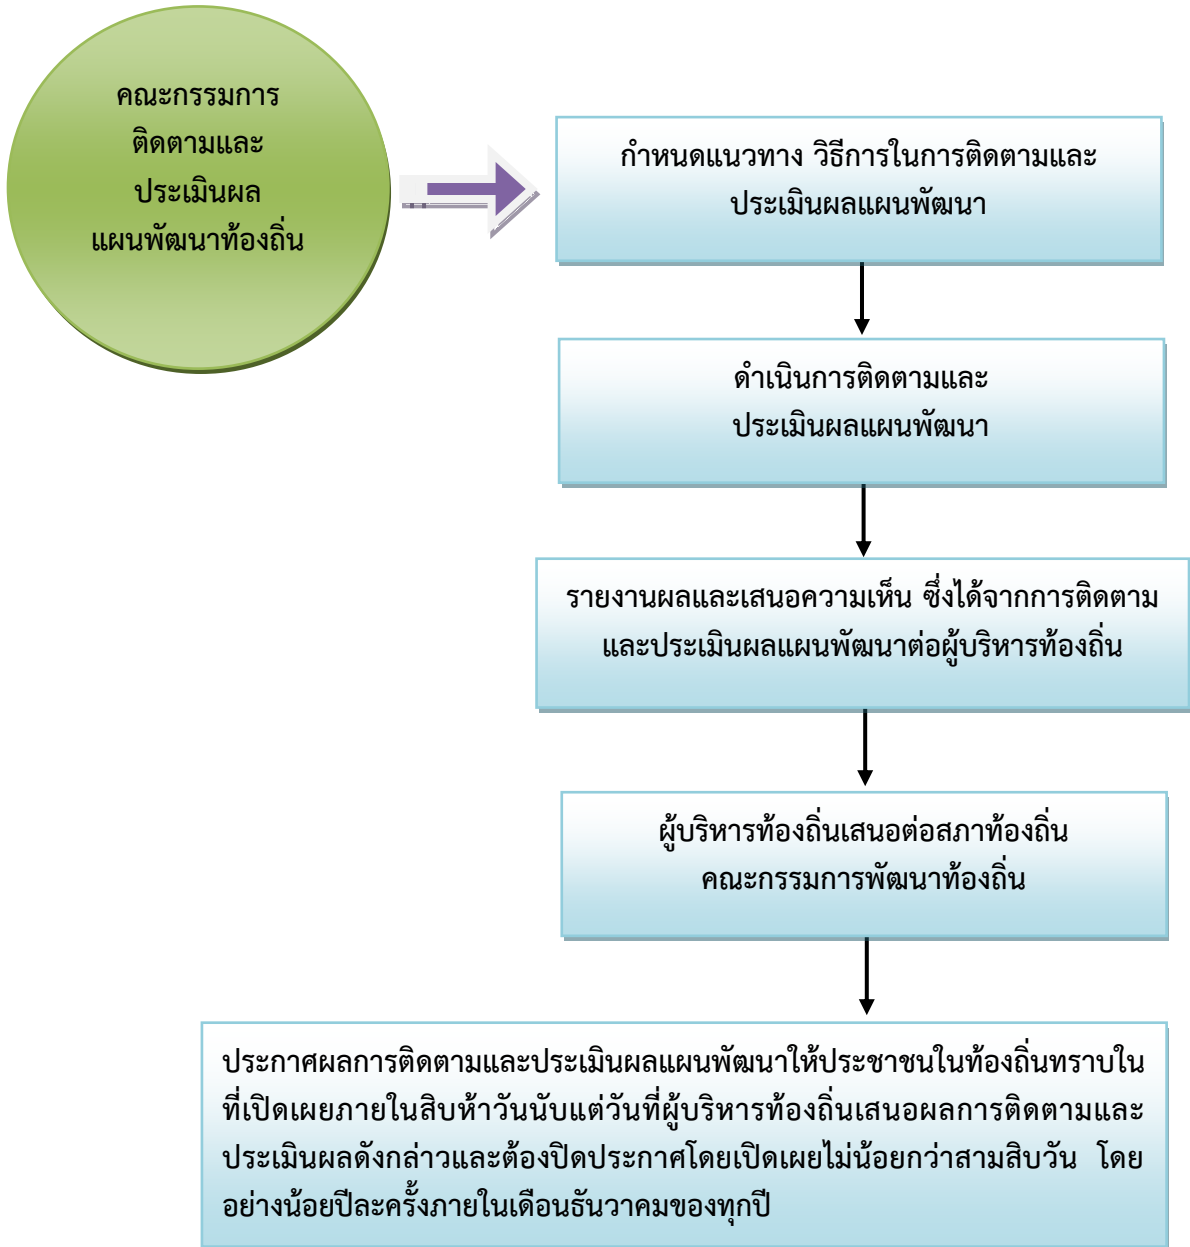 คณะกรรมการ
ติดตามและ
ประเมินผล
แผนพัฒนาท้องถิ่น
กำหนดแนวทาง วิธีการในการติดตามและ
ประเมินผลแผนพัฒนา
ดำเนินการติดตามและ
ประเมินผลแผนพัฒนา
รายงานผลและเสนอความเห็น ซึ่งได้จากการติดตาม
และประเมินผลแผนพัฒนาต่อผู้บริหารท้องถิ่น
ผู้บริหารท้องถิ่นเสนอต่อสภาท้องถิ่น
คณะกรรมการพัฒนาท้องถิ่น
ประกาศผลการติดตามและประเมินผลแผนพัฒนาให้ประชาชนในท้องถิ่นทราบใน
ที่เปิดเผยภายในสิบห้าวันนับแต่วันที่ผู้บริหารท้องถิ่นเสนอผลการติดตามและ
ประเมินผลดังกล่าวและต้องปิดประกาศโดยเปิดเผยไม่น้อยกว่าสามสิบวัน โดย
อย่างน้อยปีละครั้งภายในเดือนธันวาคมของทุกปี